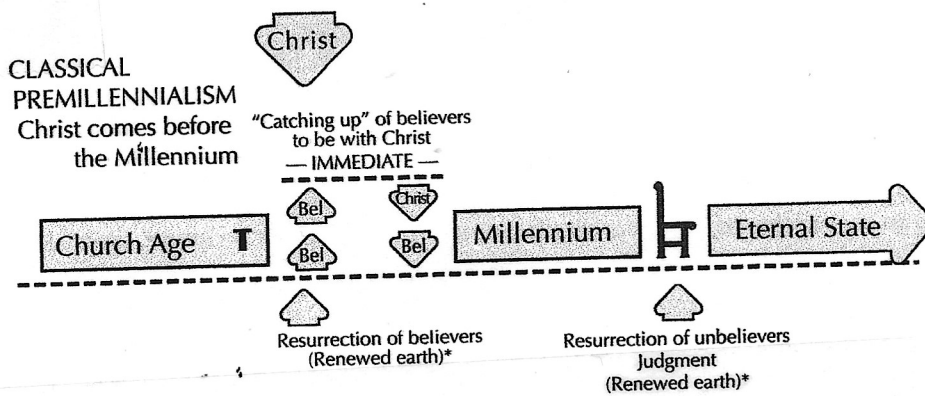 Christ
CLASSICAL
PREMILLENNIALISM
Christ comes before
the Millennium
"Catching up" of believers
to be with Christ
— IMMEDIATE —
Bel
Christ
Bel
Bel
Church Age T
Millennium
Eternal State
Resurrection of believers
(Renewed earth)*
Resurrection of unbelievers
Judgment
(Renewed earth)*